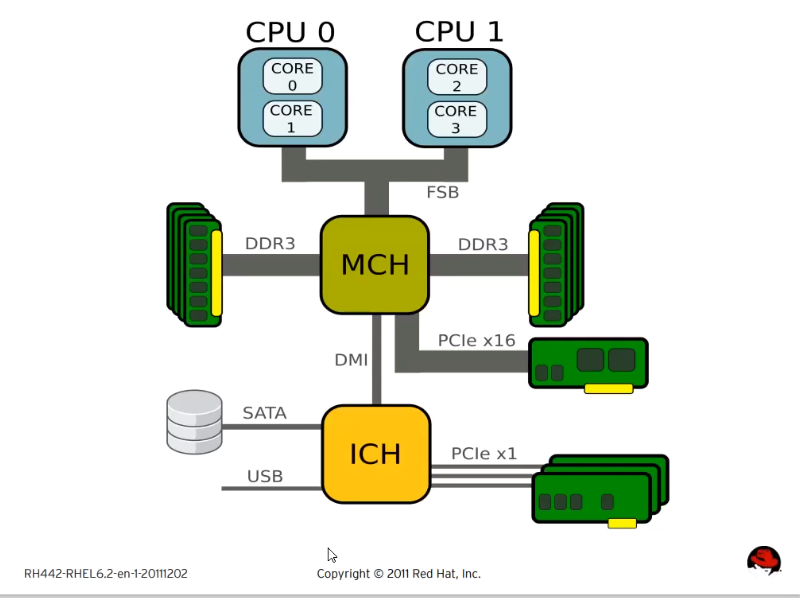 CPU 0
CPU 1
CORE
0
CORE
1
CORE
2
CORE
3
FSB
DDR3
MCH
DDR3
PCIe x16
DMI
SATA
ICH
PCIe x1
USB
RH442-RHEL6.2-en-1-20111202
Copyright © 2011 Red Hat, Inc.